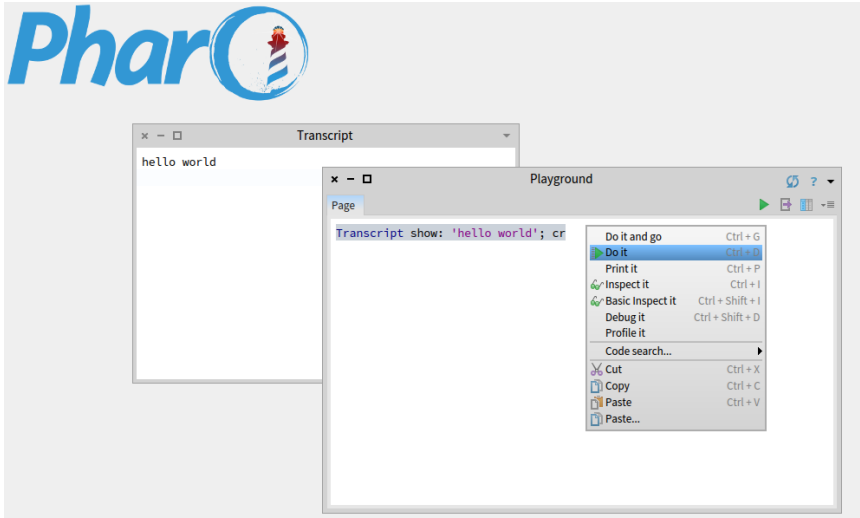 Pharo
Transcript
hello world
Playground
?
Page
Transcript show: 'hello world'; cr
Do it and go Ctrl + G
Do it Ctrl + D
Print it Ctrl + P
Inspect it Ctrl + I
Basic Inspect it Ctrl + Shift + I
Debug it Ctrl + Shift + D
Profile it
Code search...
Cut Ctrl + X
Copy Ctrl + C
Paste Ctrl + V
Paste...